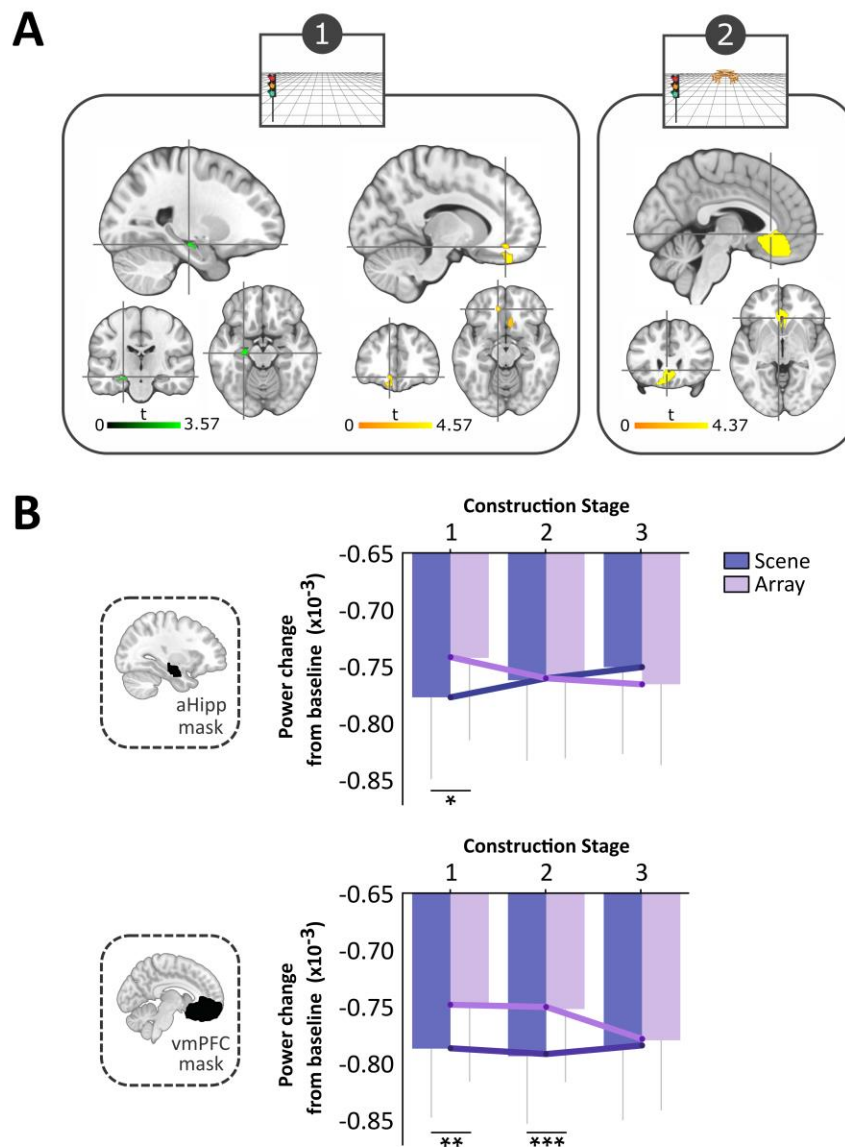 A
1
2
t
0 3.57
t
0 4.57
t
0 4.37
B
Construction Stage
1 2 3
-0.65
-0.70
-0.75
-0.80
-0.85
Power change
from baseline (x10⁻³)
Scene
Array
aHipp
mask
*
Construction Stage
1 2 3
-0.65
-0.70
-0.75
-0.80
-0.85
Power change
from baseline (x10⁻³)
vmPFC
mask
** ***